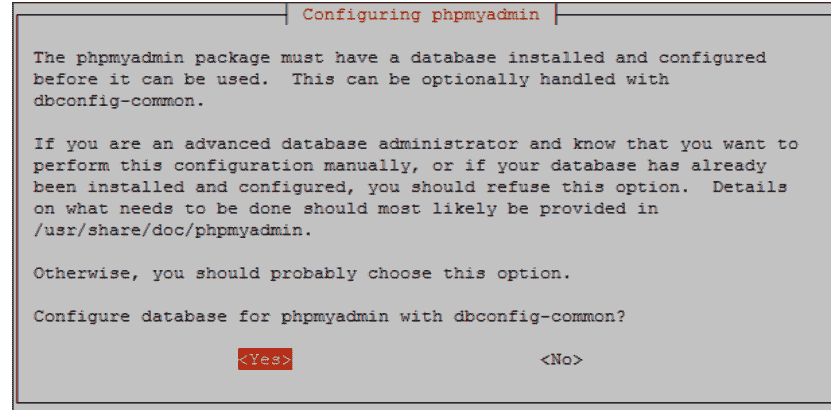 Configuring phpmyadmin
The phpmyadmin package must have a database installed and configured
before it can be used.  This can be optionally handled with
dbconfig-common.
If you are an advanced database administrator and know that you want to
perform this configuration manually, or if your database has already
been installed and configured, you should refuse this option.  Details
on what needs to be done should most likely be provided in
/usr/share/doc/phpmyadmin.
Otherwise, you should probably choose this option.
Configure database for phpmyadmin with dbconfig-common?
<Yes> <No>